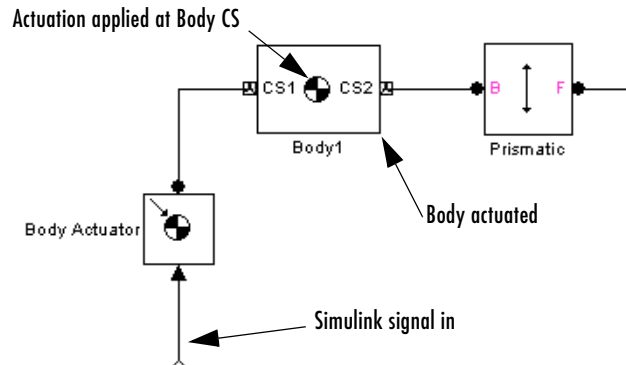 Actuation applied at Body CS
CS1 CS2
B F
Body1
Prismatic
Body actuated
Body Actuator
Simulink signal in